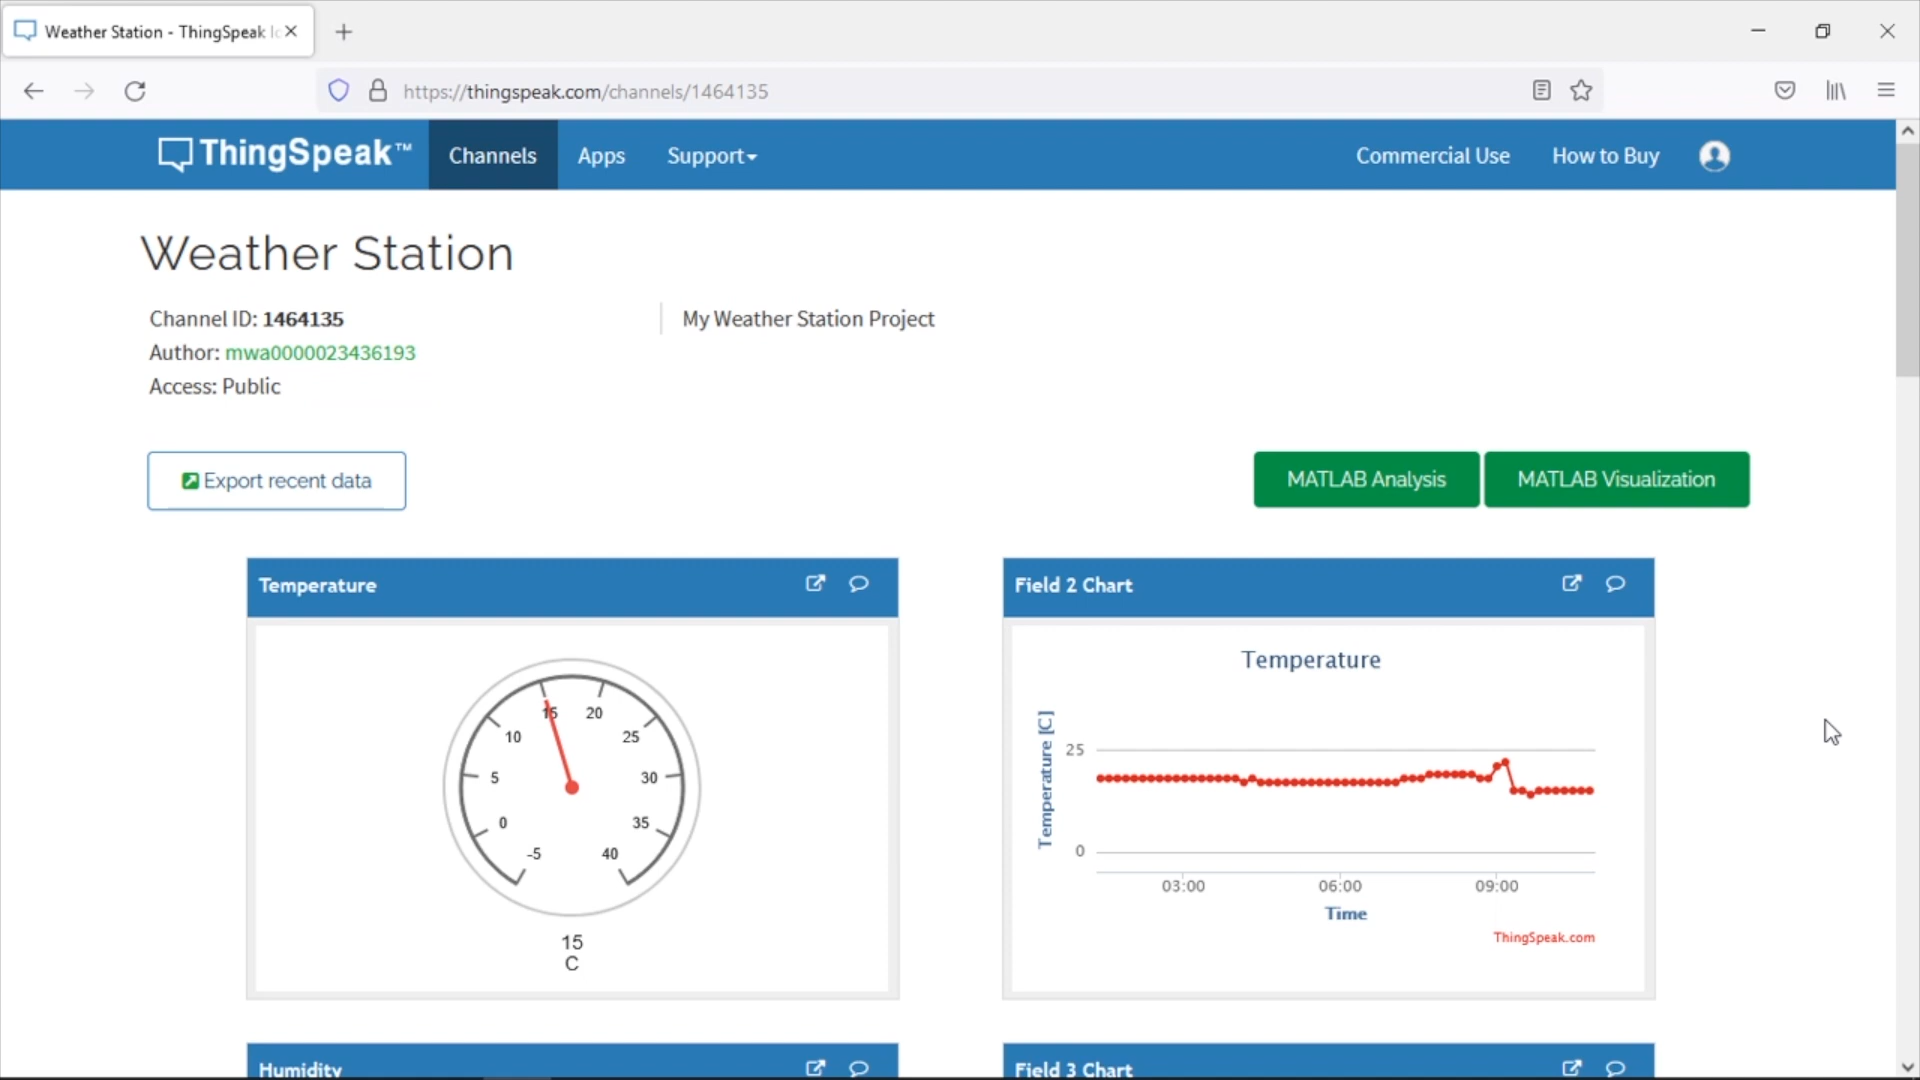 Weather Station - ThingSpeak
https://thingspeak.com/channels/1464135
ThingSpeak™
Channels
Apps
Support
Commercial Use
How to Buy
Weather Station
Channel ID: 1464135
Author: mwa0000023436193
Access: Public
My Weather Station Project
Export recent data
MATLAB Analysis
MATLAB Visualization
Temperature
-5
0
5
10
15
20
25
30
35
40
15
C
Field 2 Chart
Temperature
Temperature [C]
25
0
03:00
06:00
09:00
Time
ThingSpeak.com
Humidity
Field 3 Chart